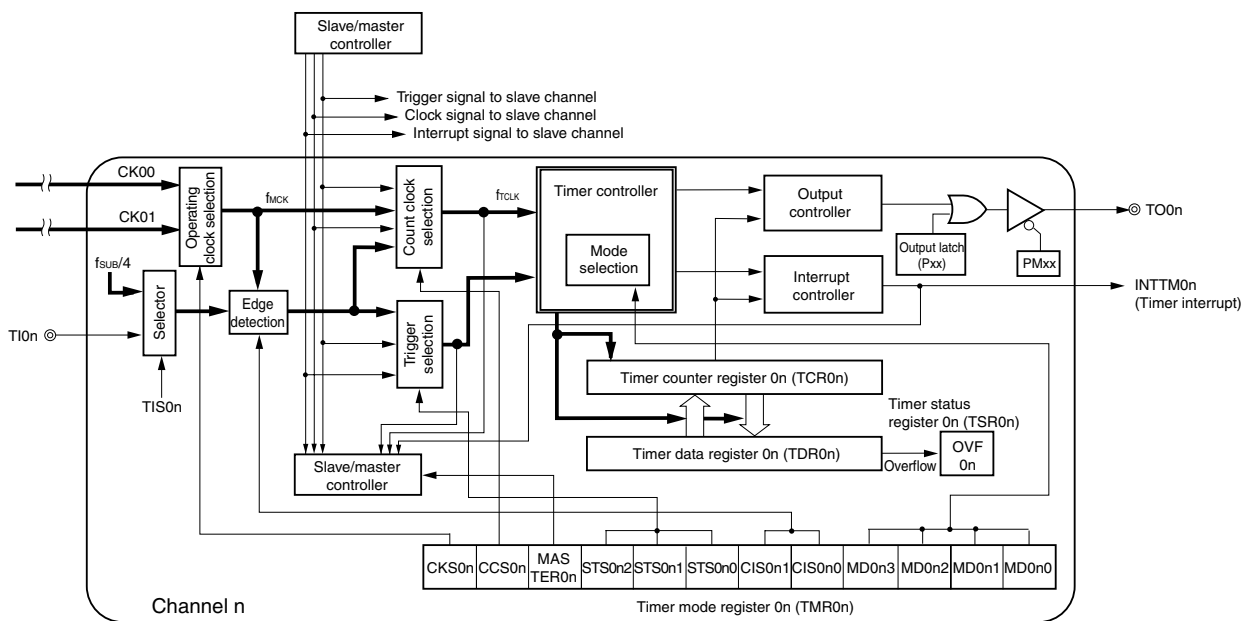 Slave/master
controller
Trigger signal to slave channel
Clock signal to slave channel
Interrupt signal to slave channel
CK00
CK01
Operating
clock selection
fMCK
Count clock
selection
fTCLK
Timer controller
Mode
selection
Output
controller
Output latch
(Pxx)
PMxx
TO0n
fSUB/4
Selector
Edge
detection
TI0n
TIS0n
Trigger
selection
Interrupt
controller
INTTM0n
(Timer interrupt)
Timer counter register 0n (TCR0n)
Timer status
register 0n (TSR0n)
Timer data register 0n (TDR0n)
Overflow
OVF
0n
Slave/master
controller
CKS0n
CCS0n
MAS
TER0n
STS0n2
STS0n1
STS0n0
CIS0n1
CIS0n0
MD0n3
MD0n2
MD0n1
MD0n0
Channel n
Timer mode register 0n (TMR0n)